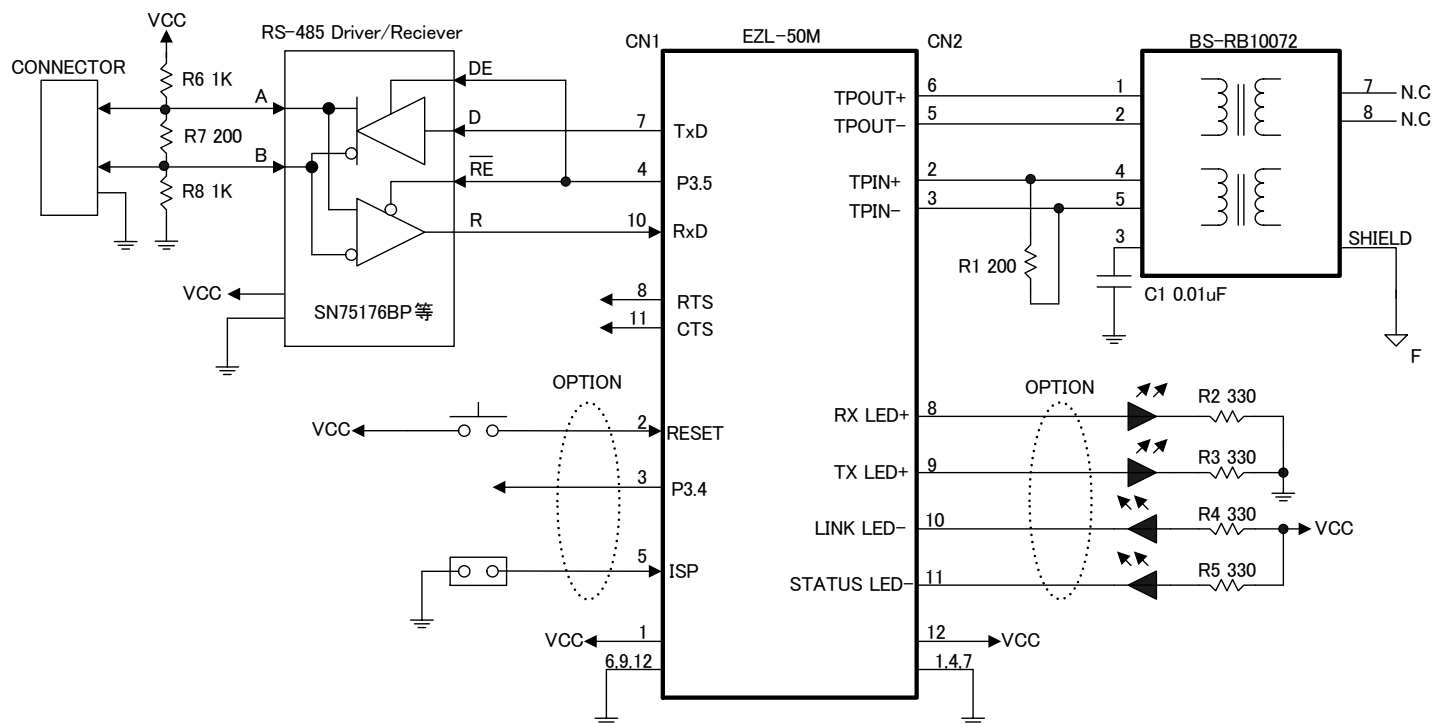 VCC
RS-485 Driver/Reciever
CN1
EZL-50M
CN2
BS-RB10072
CONNECTOR
R6 1K
A
R7 200
B
R8 1K
DE
D
RE
R
VCC
SN75176BP等
7
TxD
4
P3.5
10
RxD
8
RTS
11
CTS
OPTION
VCC
2
RESET
3
P3.4
5
ISP
VCC
1
6,9,12
TPOUT+
6
1
TPOUT-
5
2
TPIN+
2
4
TPIN-
3
5
3
R1 200
C1 0.01uF
7
N.C
8
N.C
SHIELD
F
OPTION
RX LED+
8
R2 330
TX LED+
9
R3 330
LINK LED-
10
R4 330
VCC
STATUS LED-
11
R5 330
12
VCC
1,4,7